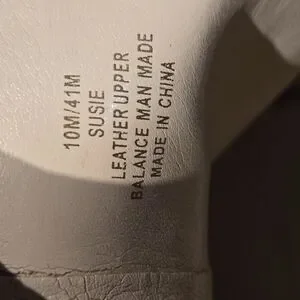 10M/41M
SUSIE
LEATHER UPPER
BALANCE MAN MADE
MADE IN CHINA